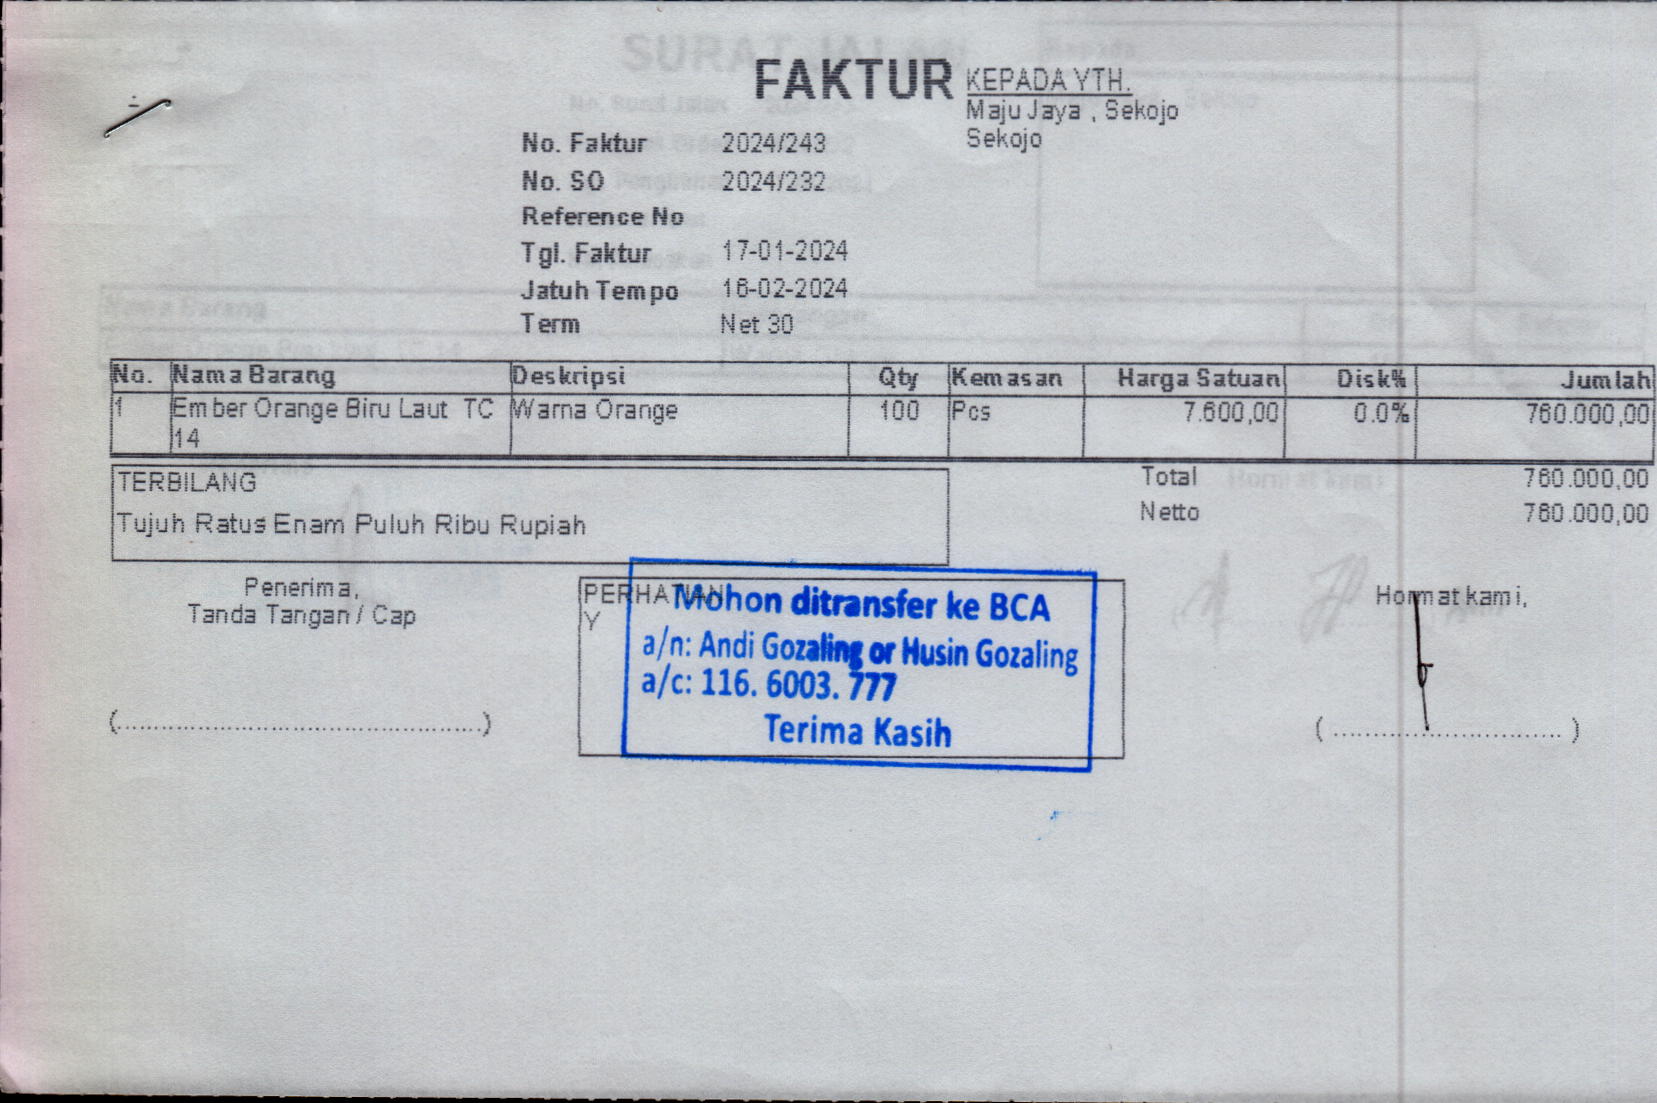 FAKTUR
KEPADA YTH.
Maju Jaya , Sekojo
Sekojo
No. Faktur 2024/243
No. SO 2024/232
Reference No
Tgl. Faktur 17-01-2024
Jatuh Tempo 16-02-2024
Term Net 30
No. Nama Barang Deskripsi Qty Kemasan Harga Satuan Disk% Jumlah
1 Ember Orange Biru Laut TC Warna Orange 100 Pcs 7.600,00 0.0% 760.000,00
14
TERBILANG
Tujuh Ratus Enam Puluh Ribu Rupiah
Total 760.000,00
Netto 760.000,00
Penerima,
Tanda Tangan / Cap
(...............................................)
PERHATIAN
Y
Mohon ditransfer ke BCA
a/n: Andi Gozaling or Husin Gozaling
a/c: 116. 6003. 777
Terima Kasih
Hormat kami,
( ............................. )